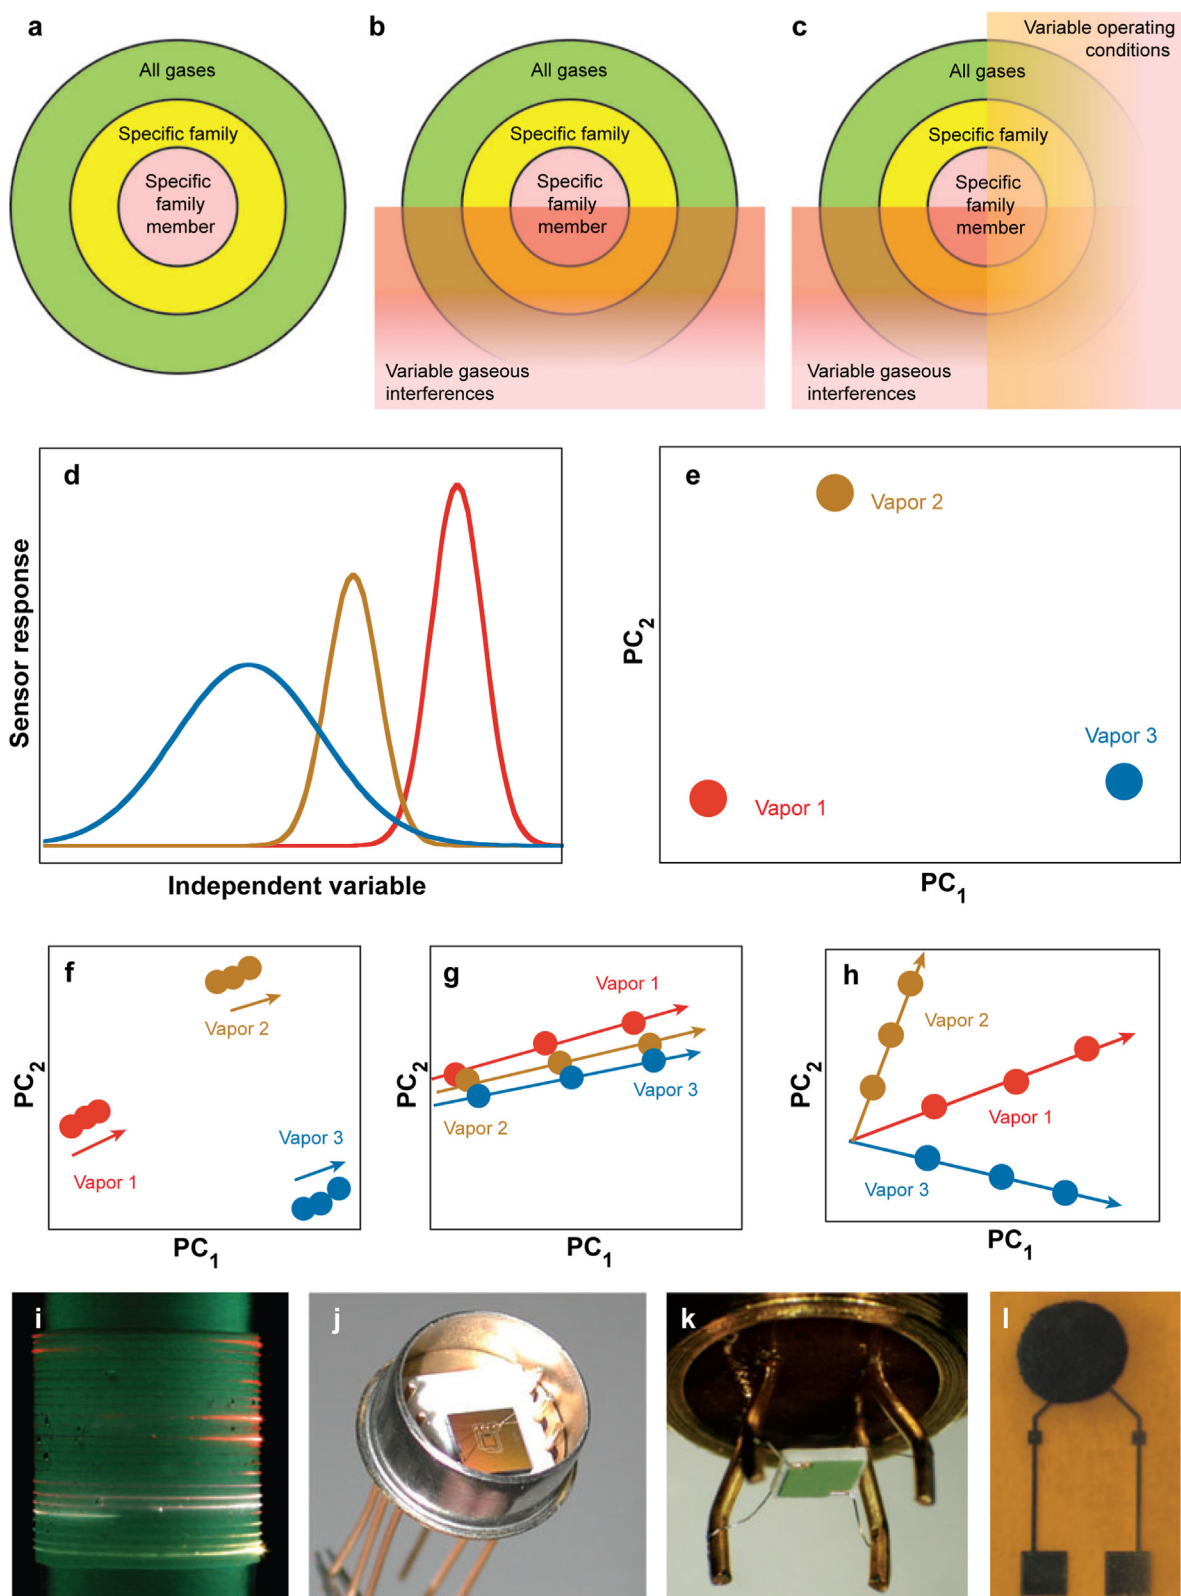 a
All gases
Specific family
Specific
family
member
b
All gases
Specific family
Specific
family
member
Variable gaseous
interferences
c
Variable operating
conditions
All gases
Specific family
Specific
family
member
Variable gaseous
interferences
d
Sensor response
Independent variable
e
Vapor 2
Vapor 3
Vapor 1
PC2
PC1
f
Vapor 2
Vapor 3
Vapor 1
PC2
PC1
g
Vapor 1
Vapor 3
Vapor 2
PC2
PC1
h
Vapor 2
Vapor 1
Vapor 3
PC2
PC1
i
j
k
l